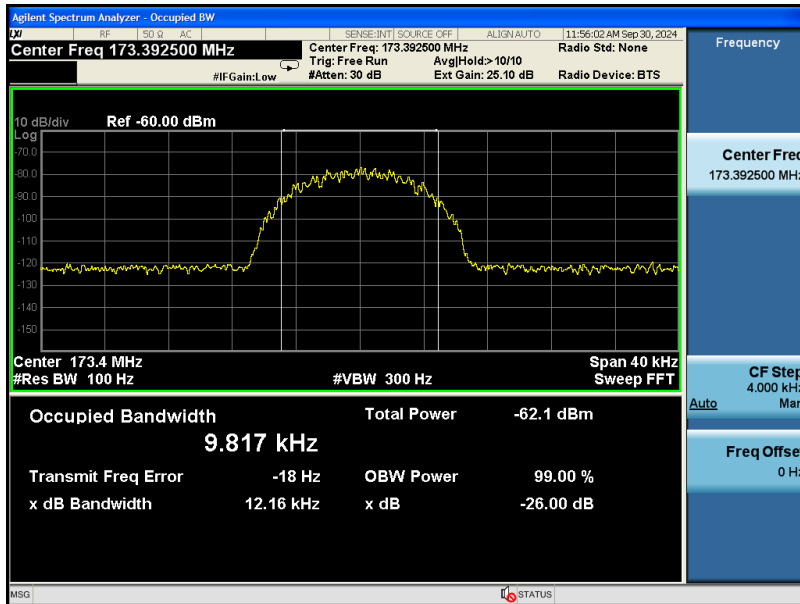 Agilent Spectrum Analyzer - Occupied BW
LXI RF 50 Ω AC SENSE:INT SOURCE OFF ALIGN AUTO 11:56:02 AM Sep 30, 2024
Center Freq 173.392500 MHz
Center Freq: 173.392500 MHz
Radio Std: None
Trig: Free Run Avg|Hold:>10/10
#IFGain:Low
#Atten: 30 dB Ext Gain: 25.10 dB Radio Device: BTS
10 dB/div Ref -60.00 dBm
Log
-70.0
-80.0
-90.0
-100
-110
-120
-130
-140
-150
Center 173.4 MHz Span 40 kHz
#Res BW 100 Hz #VBW 300 Hz Sweep FFT
Occupied Bandwidth Total Power -62.1 dBm
9.817 kHz
Transmit Freq Error -18 Hz OBW Power 99.00 %
x dB Bandwidth 12.16 kHz x dB -26.00 dB
MSG STATUS
Frequency
Center Freq
173.392500 MHz
CF Step
4.000 kHz
Auto Man
Freq Offset
0 Hz